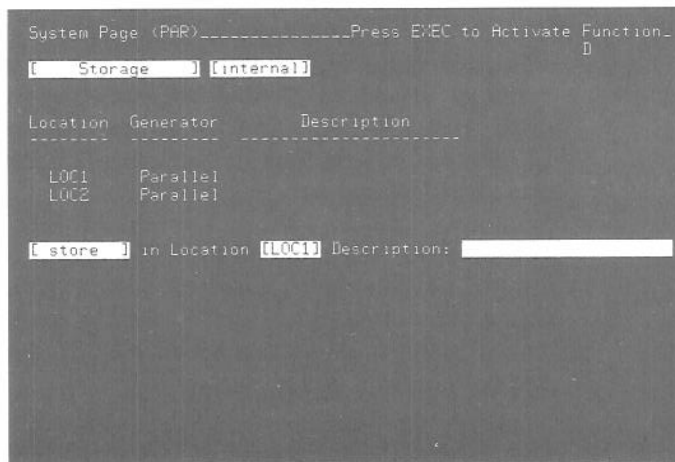 System Page (PAR)_______________Press EXEC to Activate Function_
D
[   Storage    ] [internal]
Location  Generator        Description
--------  ---------  ----------------------
LOC1    Parallel
LOC2    Parallel
[ store  ] in Location [LOC1] Description: